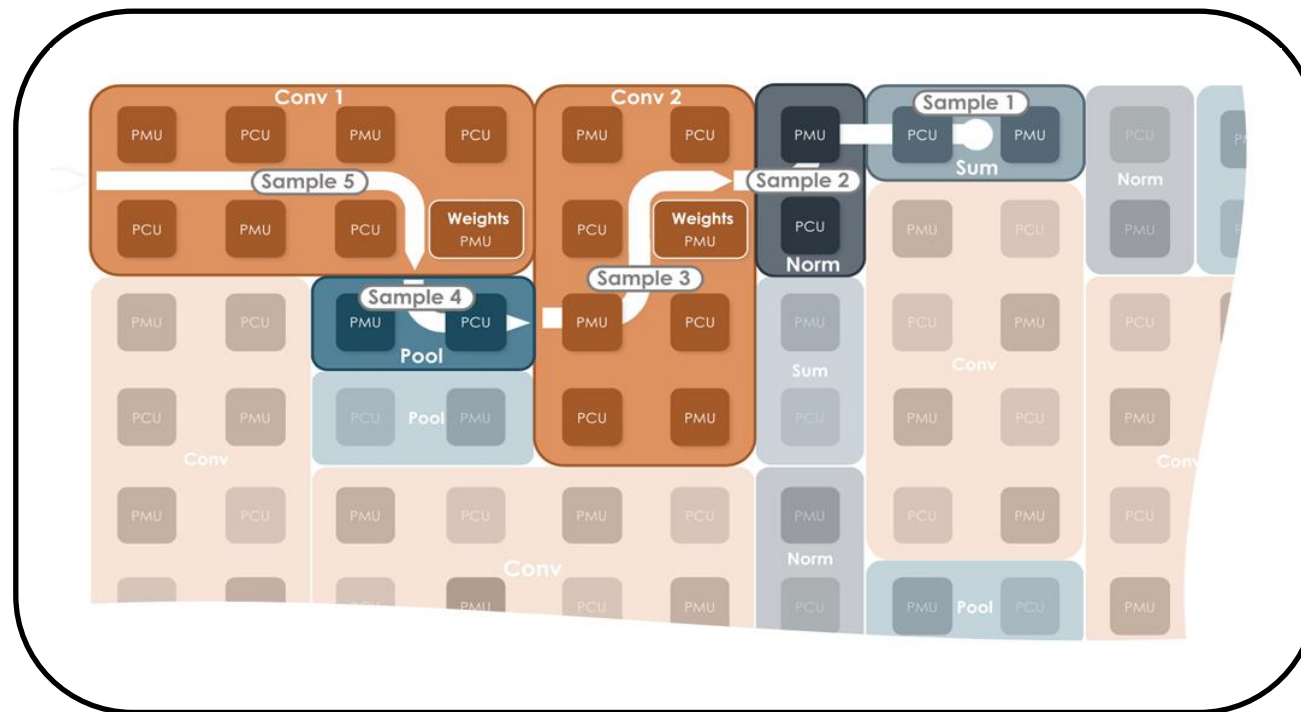 Conv 1
Conv 2
Sample 1
PMU PCU PMU PCU PMU PCU PMU PCU PMU PCU
Sum
Norm
Sample 5
Sample 2
PCU PMU PCU
Weights
PMU
PCU
Weights
PMU
PCU
Norm
PMU PCU
PMU
Sample 4
Sample 3
PMU PCU PMU PCU PMU PCU PMU PCU PMU PCU
Pool
Sum
Conv
PCU PMU PCU Pool PMU PCU PMU PCU PMU PCU PMU
Conv
PMU PCU PMU PCU PMU PCU PMU PCU PMU PCU
Norm
Conv
PMU PCU PMU PCU PMU Pool PCU PMU